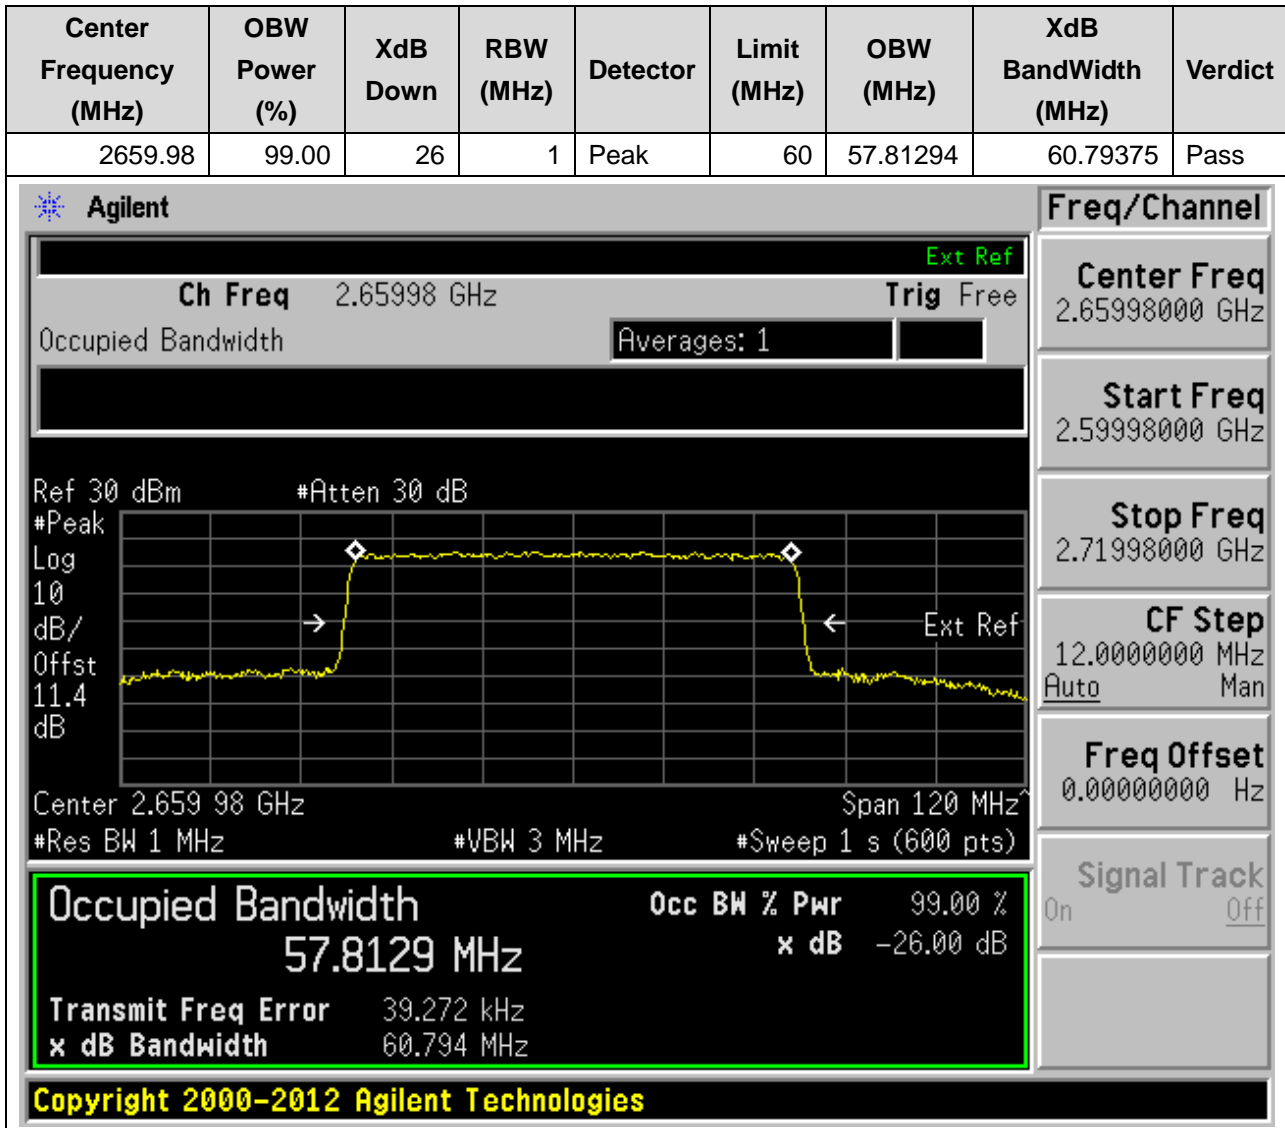 Center Frequency (MHz) OBW Power (%) XdB Down RBW (MHz) Detector Limit (MHz) OBW (MHz) XdB BandWidth (MHz) Verdict
2659.98 99.00 26 1 Peak 60 57.81294 60.79375 Pass
Agilent
Freq/Channel
Ext Ref
Ch Freq 2.65998 GHz Trig Free
Occupied Bandwidth Averages: 1
Ref 30 dBm #Atten 30 dB
#Peak
Log
10
dB/
Offst
11.4
dB
Ext Ref
Center 2.659 98 GHz Span 120 MHz^
#Res BW 1 MHz #VBW 3 MHz #Sweep 1 s (600 pts)
Occupied Bandwidth
57.8129 MHz
Occ BW % Pwr 99.00 %
x dB -26.00 dB
Transmit Freq Error 39.272 kHz
x dB Bandwidth 60.794 MHz
Center Freq
2.65998000 GHz
Start Freq
2.59998000 GHz
Stop Freq
2.71998000 GHz
CF Step
12.0000000 MHz
Auto Man
Freq Offset
0.00000000 Hz
Signal Track
On Off
Copyright 2000-2012 Agilent Technologies